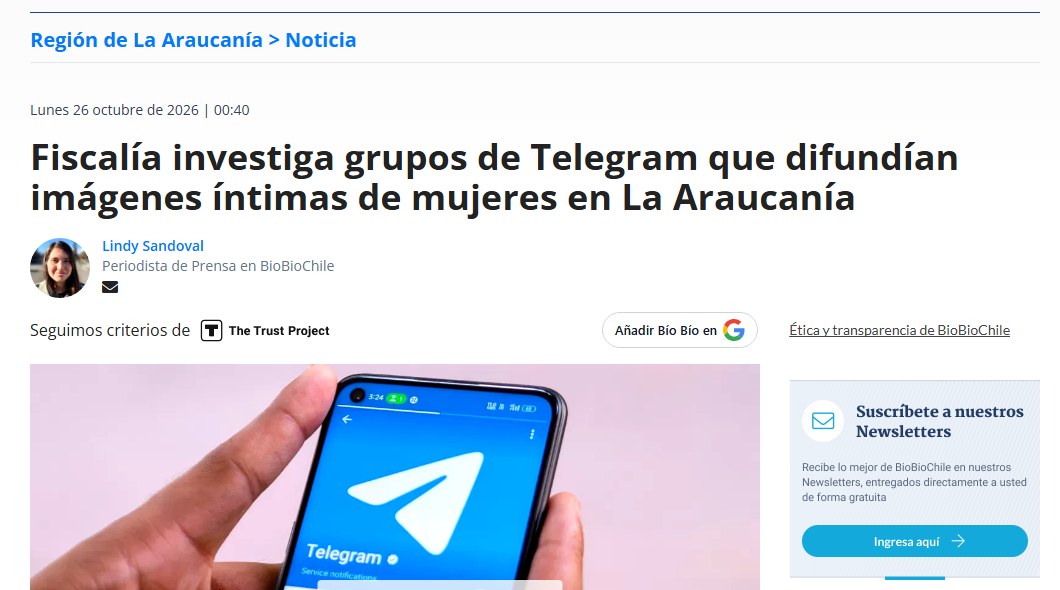 Región de La Araucanía > Noticia
Lunes 26 octubre de 2026 | 00:40
Fiscalía investiga grupos de Telegram que difundían
imágenes íntimas de mujeres en La Araucanía
Lindy Sandoval
Periodista de Prensa en BioBioChile
Seguimos criterios de T The Trust Project
Añadir Bío Bío en G
Ética y transparencia de BioBioChile
3:24
Telegram
Service notifications
Suscríbete a nuestros
Newsletters
Recibe lo mejor de BioBioChile en nuestros
Newsletters, entregados directamente a usted
de forma gratuita
Ingresa aquí